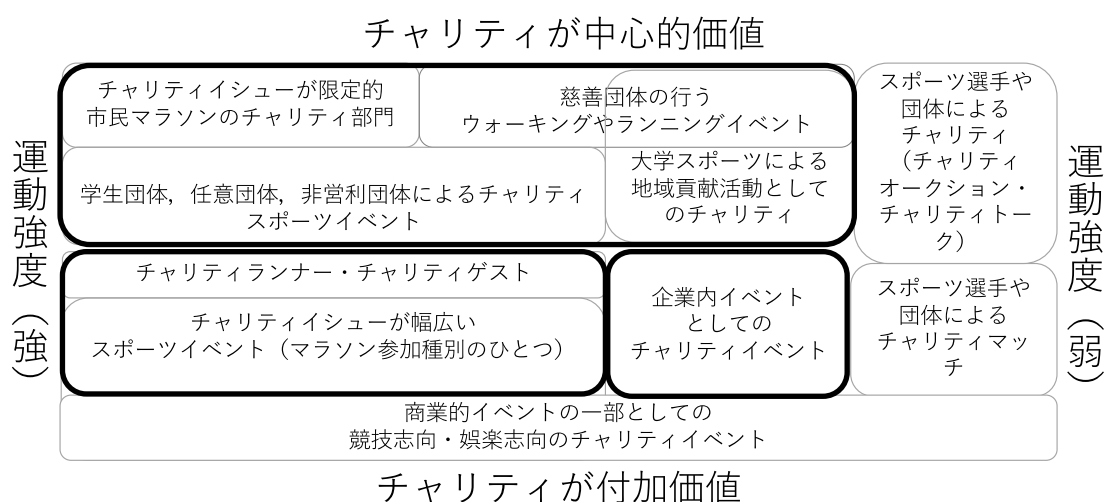 チャリティが中心的価値
運動強度（強）
チャリティイシューが限定的
市民マラソンのチャリティ部門
慈善団体の行う
ウォーキングやランニングイベント
学生団体，任意団体，非営利団体によるチャリティ
スポーツイベント
大学スポーツによる
地域貢献活動として
のチャリティ
スポーツ選手や
団体による
チャリティ
（チャリティ
オークション・
チャリティトー
ク）
チャリティランナー・チャリティゲスト
チャリティイシューが幅広い
スポーツイベント（マラソン参加種別のひとつ）
企業内イベント
としての
チャリティイベント
スポーツ選手や
団体による
チャリティマッ
チ
運動強度（弱）
商業的イベントの一部としての
競技志向・娯楽志向のチャリティイベント
チャリティが付加価値